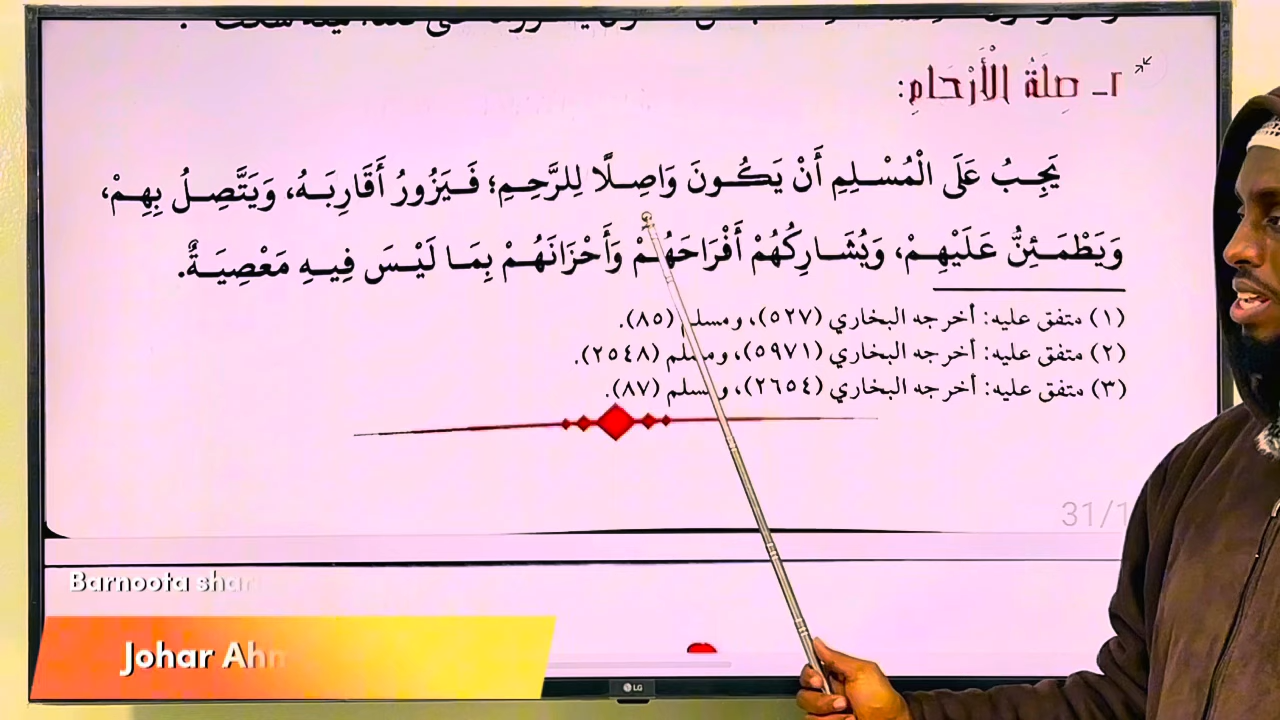 ٢ـ صِلَةُ الْأَرْحَامِ:
يَجِبُ عَلَى الْمُسْلِمِ أَنْ يَكُونَ وَاصِلًا لِلرَّحِمِ؛ فَيَزُورُ أَقَارِبَهُ، وَيَتَّصِلُ بِهِمْ،
وَيَطْمَئِنُّ عَلَيْهِمْ، وَيُشَارِكُهُمْ أَفْرَاحَهُمْ وَأَحْزَانَهُمْ بِمَا لَيْسَ فِيهِ مَعْصِيَةٌ.
(١) متفق عليه: أخرجه البخاري (٥٢٧)، ومسلم (٨٥).
(٢) متفق عليه: أخرجه البخاري (٥٩٧١)، ومسلم (٢٥٤٨).
(٣) متفق عليه: أخرجه البخاري (٢٦٥٤)، ومسلم (٨٧).
31/1
Barnoota shar
Johar Ahm
LG